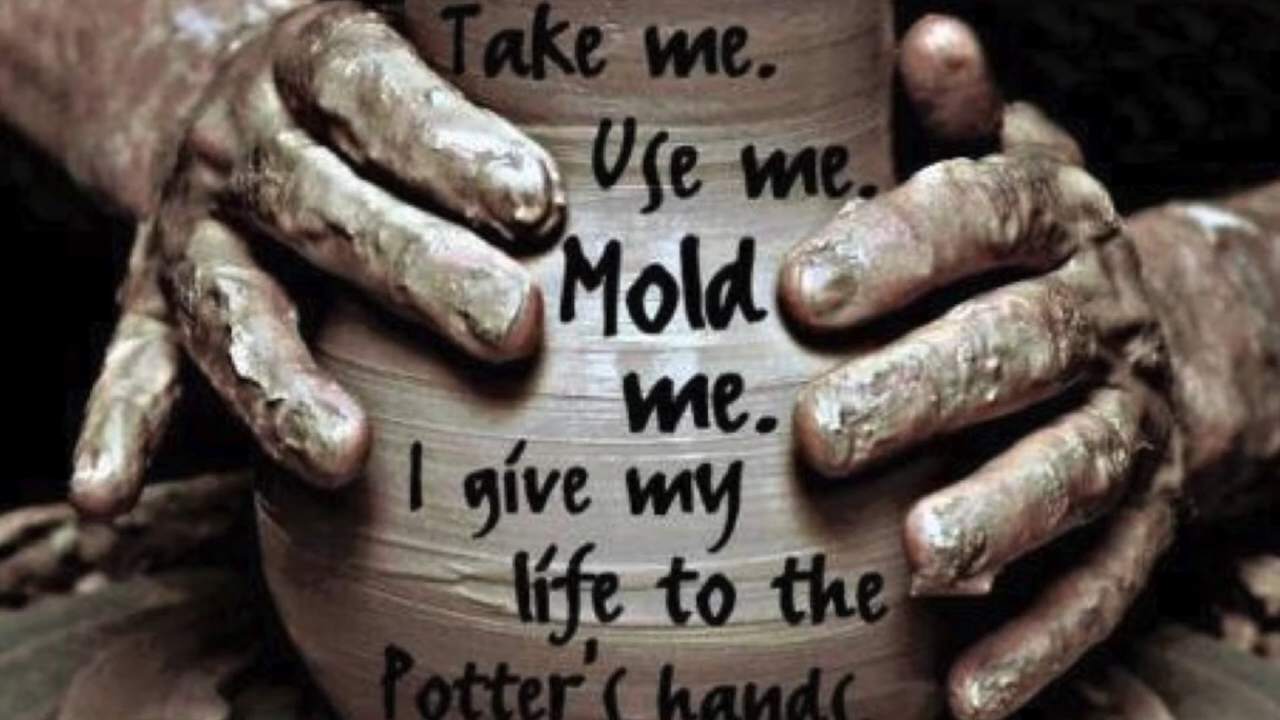 Take me.
Use me.
Mold
me.
I give my
life to the
Potter's hands